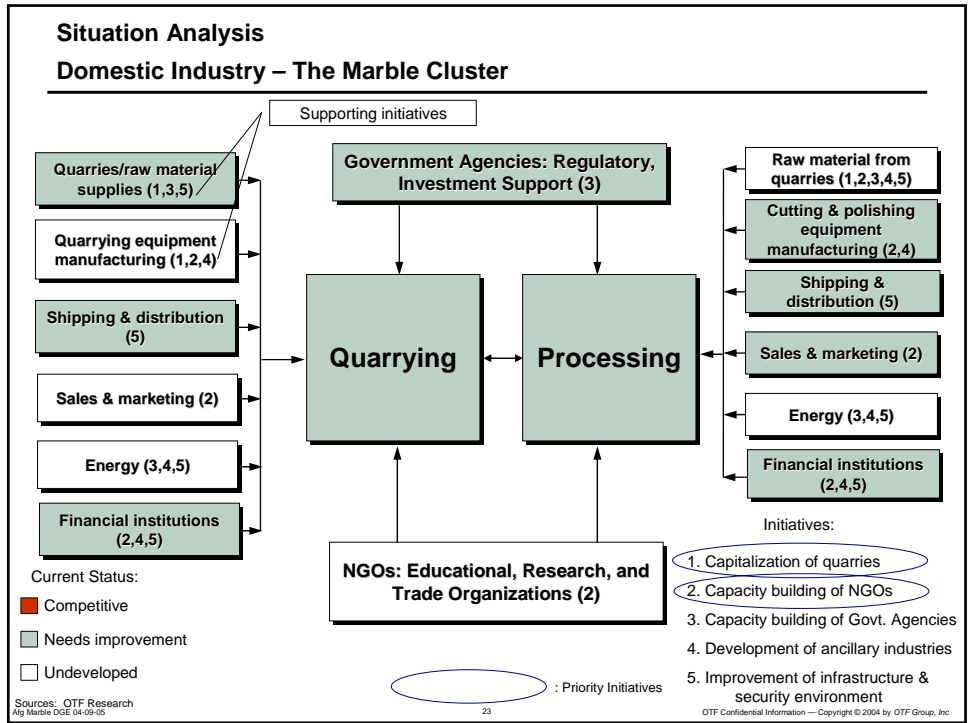 Situation Analysis
Domestic Industry – The Marble Cluster
Supporting initiatives
Quarries/raw material
supplies (1,3,5)
Quarrying equipment
manufacturing (1,2,4)
Shipping & distribution
(5)
Sales & marketing (2)
Energy (3,4,5)
Financial institutions
(2,4,5)
Government Agencies: Regulatory,
Investment Support (3)
Quarrying
Processing
NGOs: Educational, Research, and
Trade Organizations (2)
Raw material from
quarries (1,2,3,4,5)
Cutting & polishing
equipment
manufacturing (2,4)
Shipping &
distribution (5)
Sales & marketing (2)
Energy (3,4,5)
Financial institutions
(2,4,5)
Current Status:
Competitive
Needs improvement
Undeveloped
Initiatives:
1. Capitalization of quarries
2. Capacity building of NGOs
3. Capacity building of Govt. Agencies
4. Development of ancillary industries
5. Improvement of infrastructure &
security environment
: Priority Initiatives
Sources: OTF Research
Afg Marble DGE 04-09-05
23
OTF Confidential Information — Copyright © 2004 by OTF Group, Inc